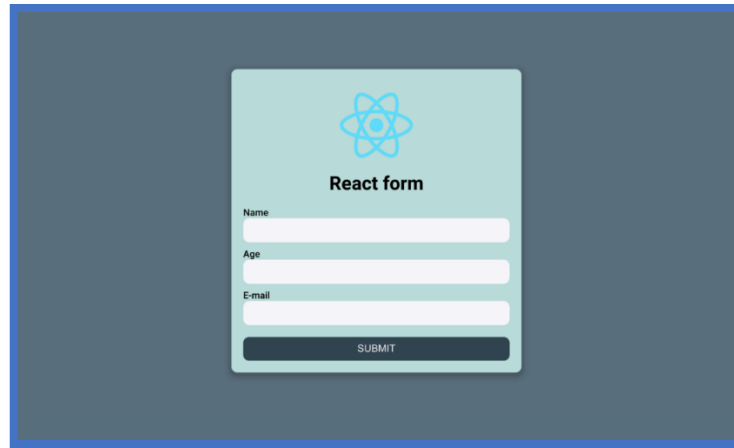 React form
Name
Age
E-mail
SUBMIT